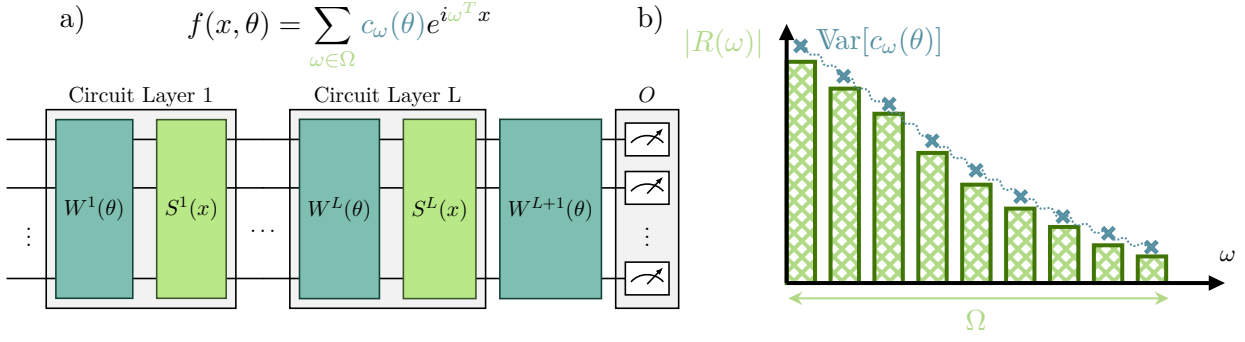 a)
f(x, θ) = ∑_{ω∈Ω} c_ω(θ)e^{iω^T x}
Circuit Layer 1
Circuit Layer L
O
W^1(θ)
S^1(x)
⋯
W^L(θ)
S^L(x)
W^{L+1}(θ)
⋮
⋮
b)
|R(ω)|
Var[c_ω(θ)]
ω
Ω